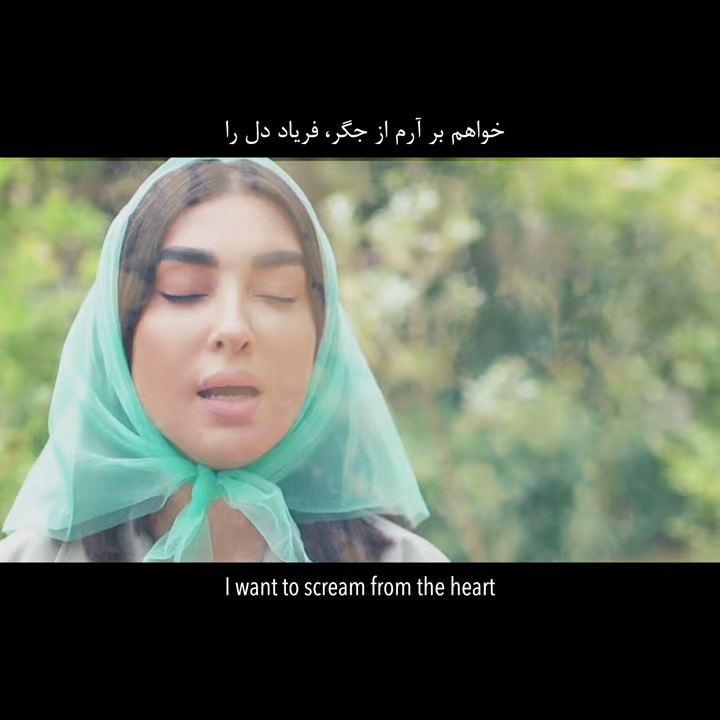 خواهم بر آرم از جگر، فریاد دل را
I want to scream from the heart